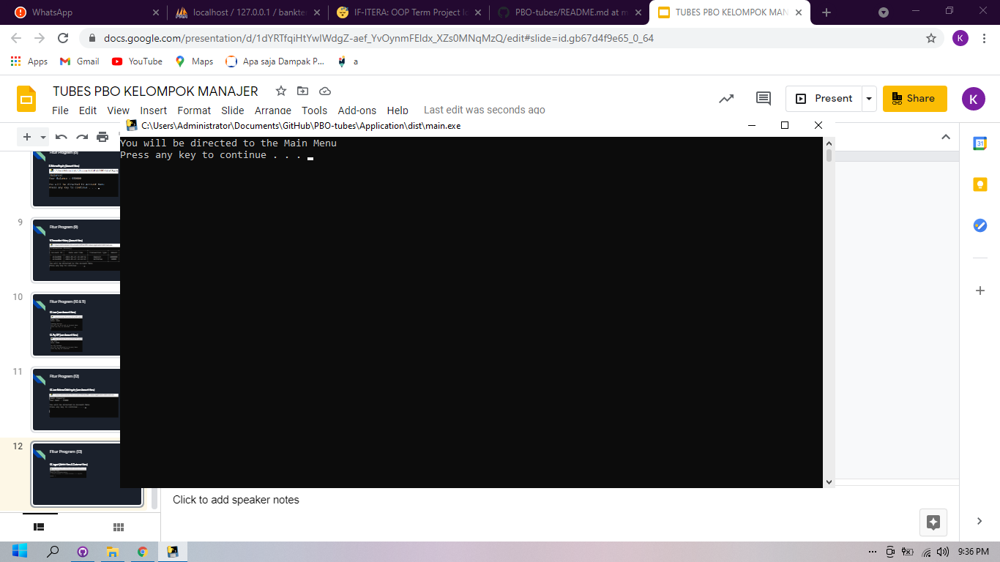 WhatsApp
localhost / 127.0.0.1 / bankte
IF-ITERA: OOP Term Project Id
PBO-tubes/README.md at m
TUBES PBO KELOMPOK MAN
docs.google.com/presentation/d/1dYRTfqiHtYwIWdgZ-aef_YvOynmFEldx_XZs0MNqMzQ/edit#slide=id.gb67d4f9e65_0_64
K
Apps
Gmail
YouTube
Maps
Apa saja Dampak P...
a
TUBES PBO KELOMPOK MANAJER
File Edit View Insert Format Slide Arrange Tools Add-ons Help
Last edit was seconds ago
Present
Share
K
C:\Users\Administrator\Documents\GitHub\PBO-tubes\Application\dist\main.exe
You will be directed to the Main Menu
Press any key to continue . . .
31
9
Fitur Program (9)
10
Fitur Program (10 & 11)
11
Fitur Program (12)
12
Fitur Program (13)
Click to add speaker notes
9:36 PM